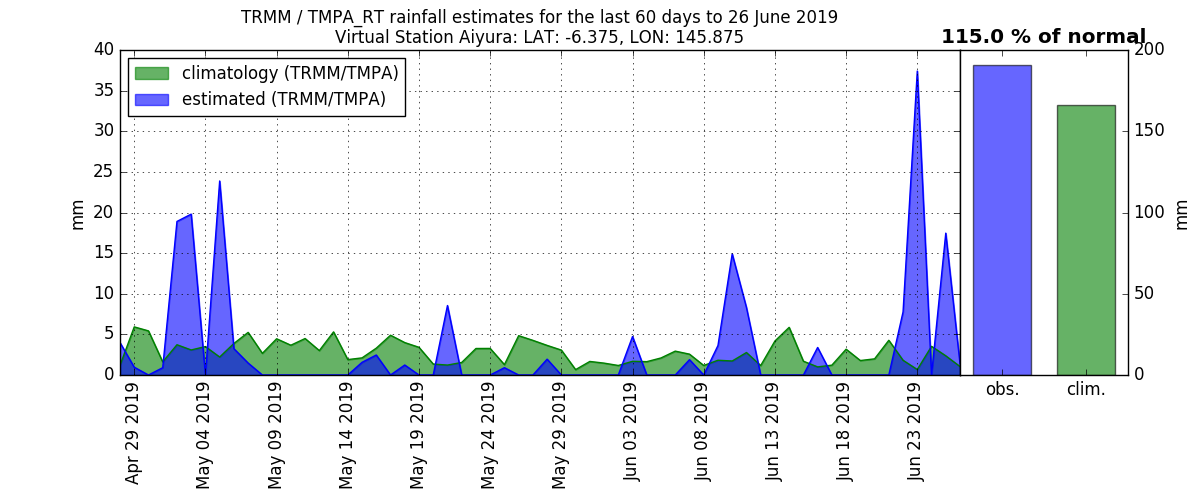 TRMM / TMPA_RT rainfall estimates for the last 60 days to 26 June 2019
Virtual Station Aiyura: LAT: -6.375, LON: 145.875
115.0 % of normal
climatology (TRMM/TMPA)
estimated (TRMM/TMPA)
mm
40
35
30
25
20
15
10
5
0
Apr 29 2019
May 04 2019
May 09 2019
May 14 2019
May 19 2019
May 24 2019
May 29 2019
Jun 03 2019
Jun 08 2019
Jun 13 2019
Jun 18 2019
Jun 23 2019
obs.
clim.
200
150
100
50
0
mm